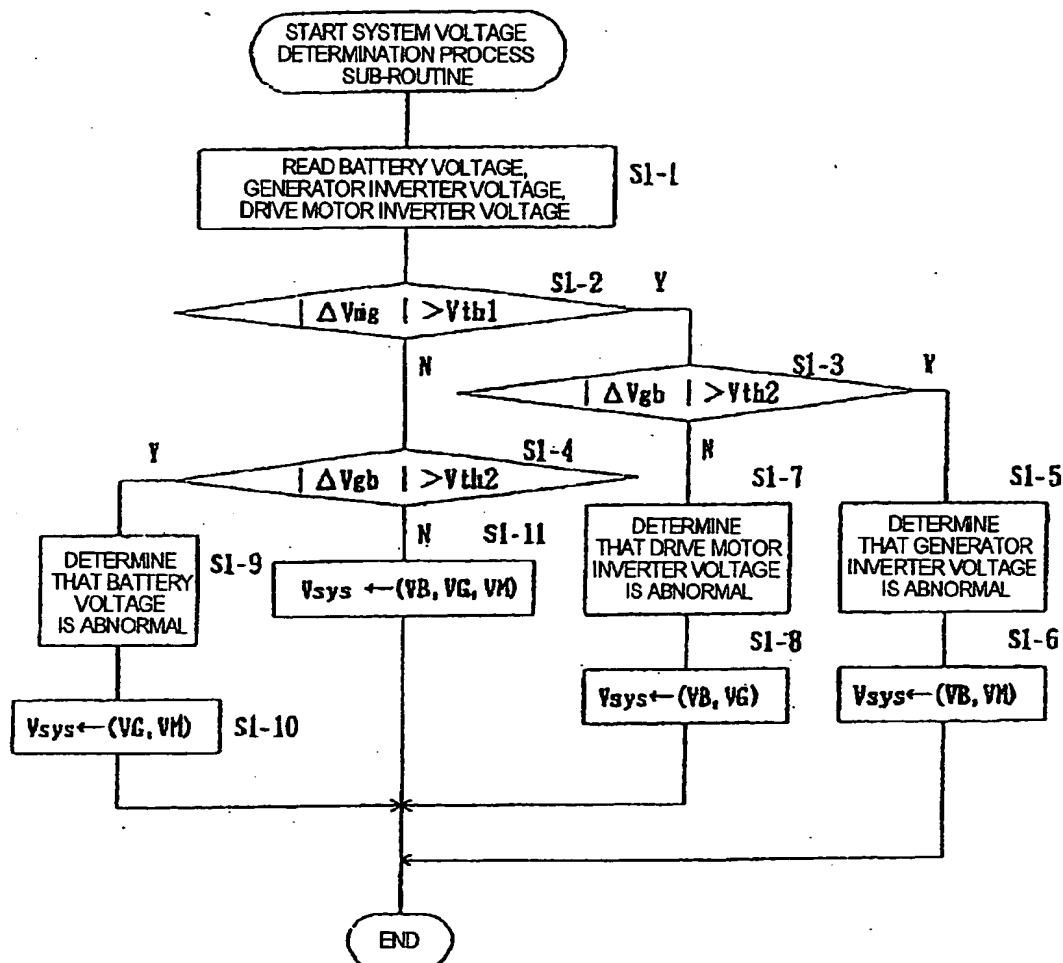 START SYSTEM VOLTAGE
DETERMINATION PROCESS
SUB-ROUTINE
READ BATTERY VOLTAGE,
GENERATOR INVERTER VOLTAGE,
DRIVE MOTOR INVERTER VOLTAGE
S1-1
S1-2
Y
| ΔVmg | >Vth1
N
S1-3
Y
| ΔVgb | >Vth2
N
Y
S1-4
| ΔVgb | >Vth2
N
S1-7
DETERMINE
THAT DRIVE MOTOR
INVERTER VOLTAGE
IS ABNORMAL
S1-5
DETERMINE
THAT GENERATOR
INVERTER VOLTAGE
IS ABNORMAL
S1-9
DETERMINE
THAT BATTERY
VOLTAGE
IS ABNORMAL
S1-11
Vsys ←(VB, VG, VM)
S1-8
Vsys←(VB, VG)
S1-6
Vsys←(VB, VM)
Vsys←(VG, VM)
S1-10
END